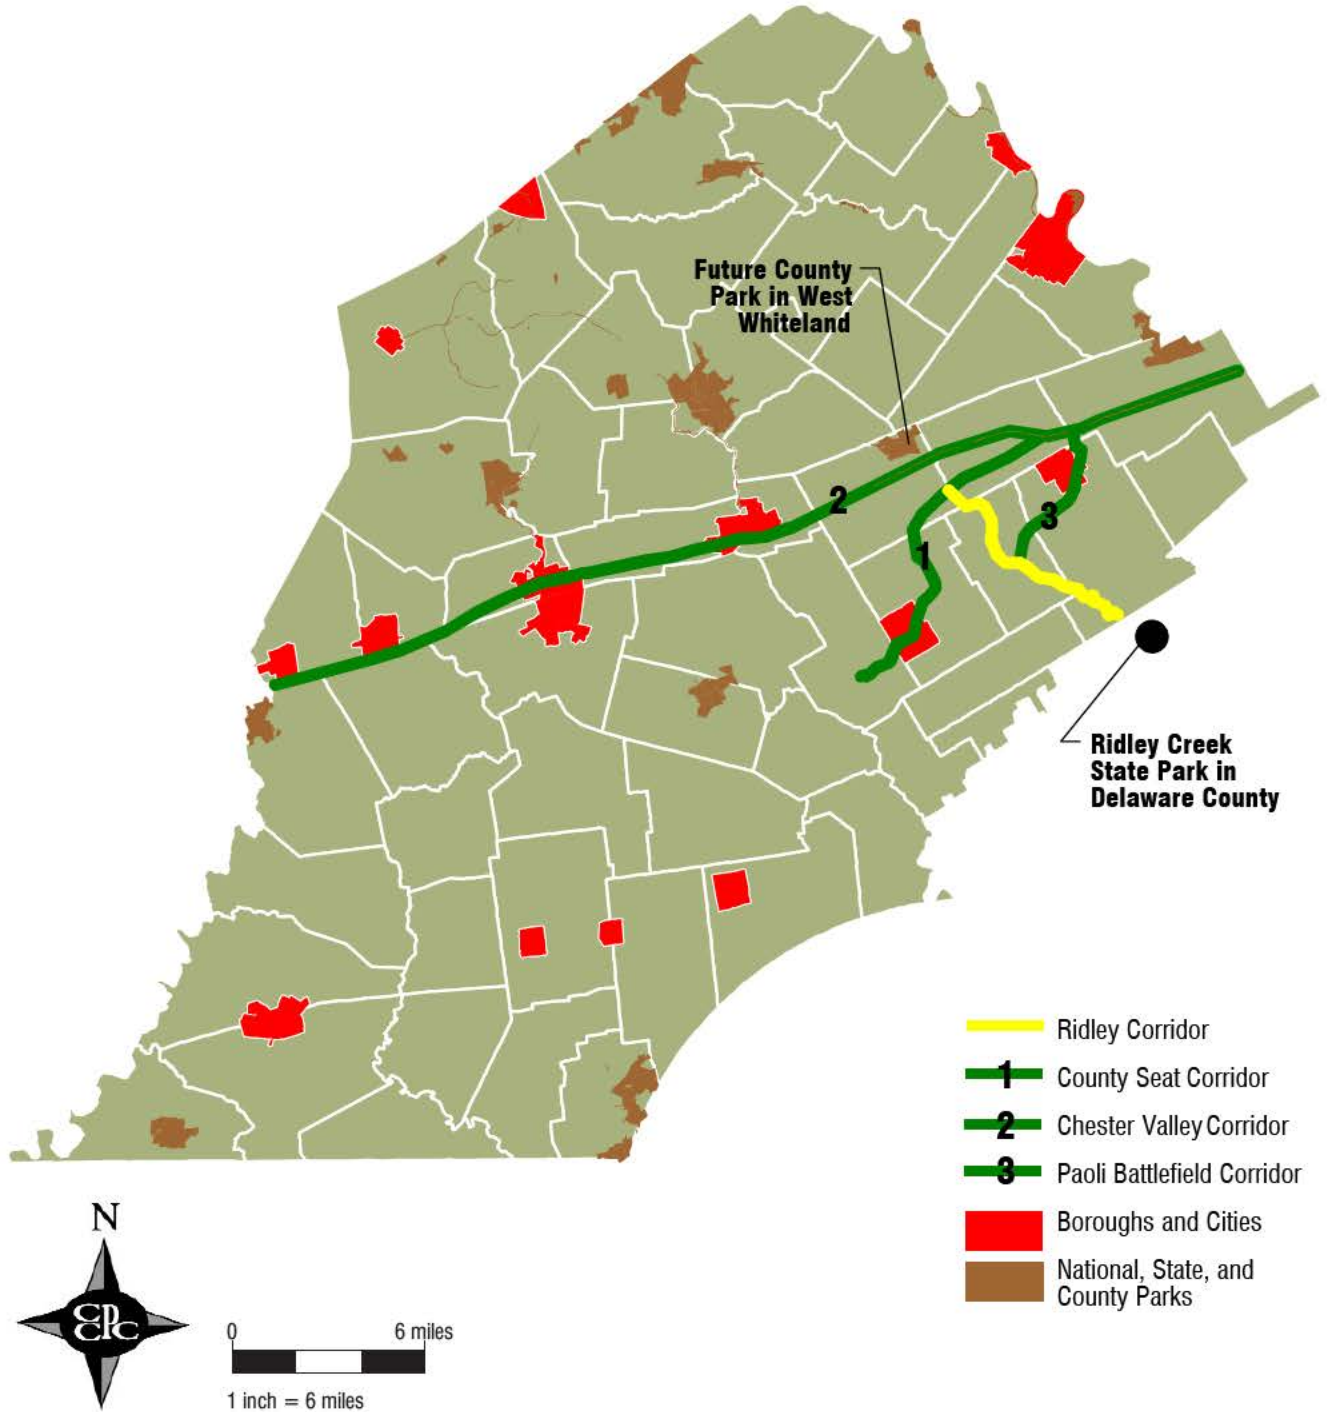 Future County
Park in West
Whiteland
2
1
3
Ridley Creek
State Park in
Delaware County
Ridley Corridor
1 County Seat Corridor
2 Chester Valley Corridor
3 Paoli Battlefield Corridor
Boroughs and Cities
National, State, and
County Parks
N
CP
CPC
0 6 miles
1 inch = 6 miles